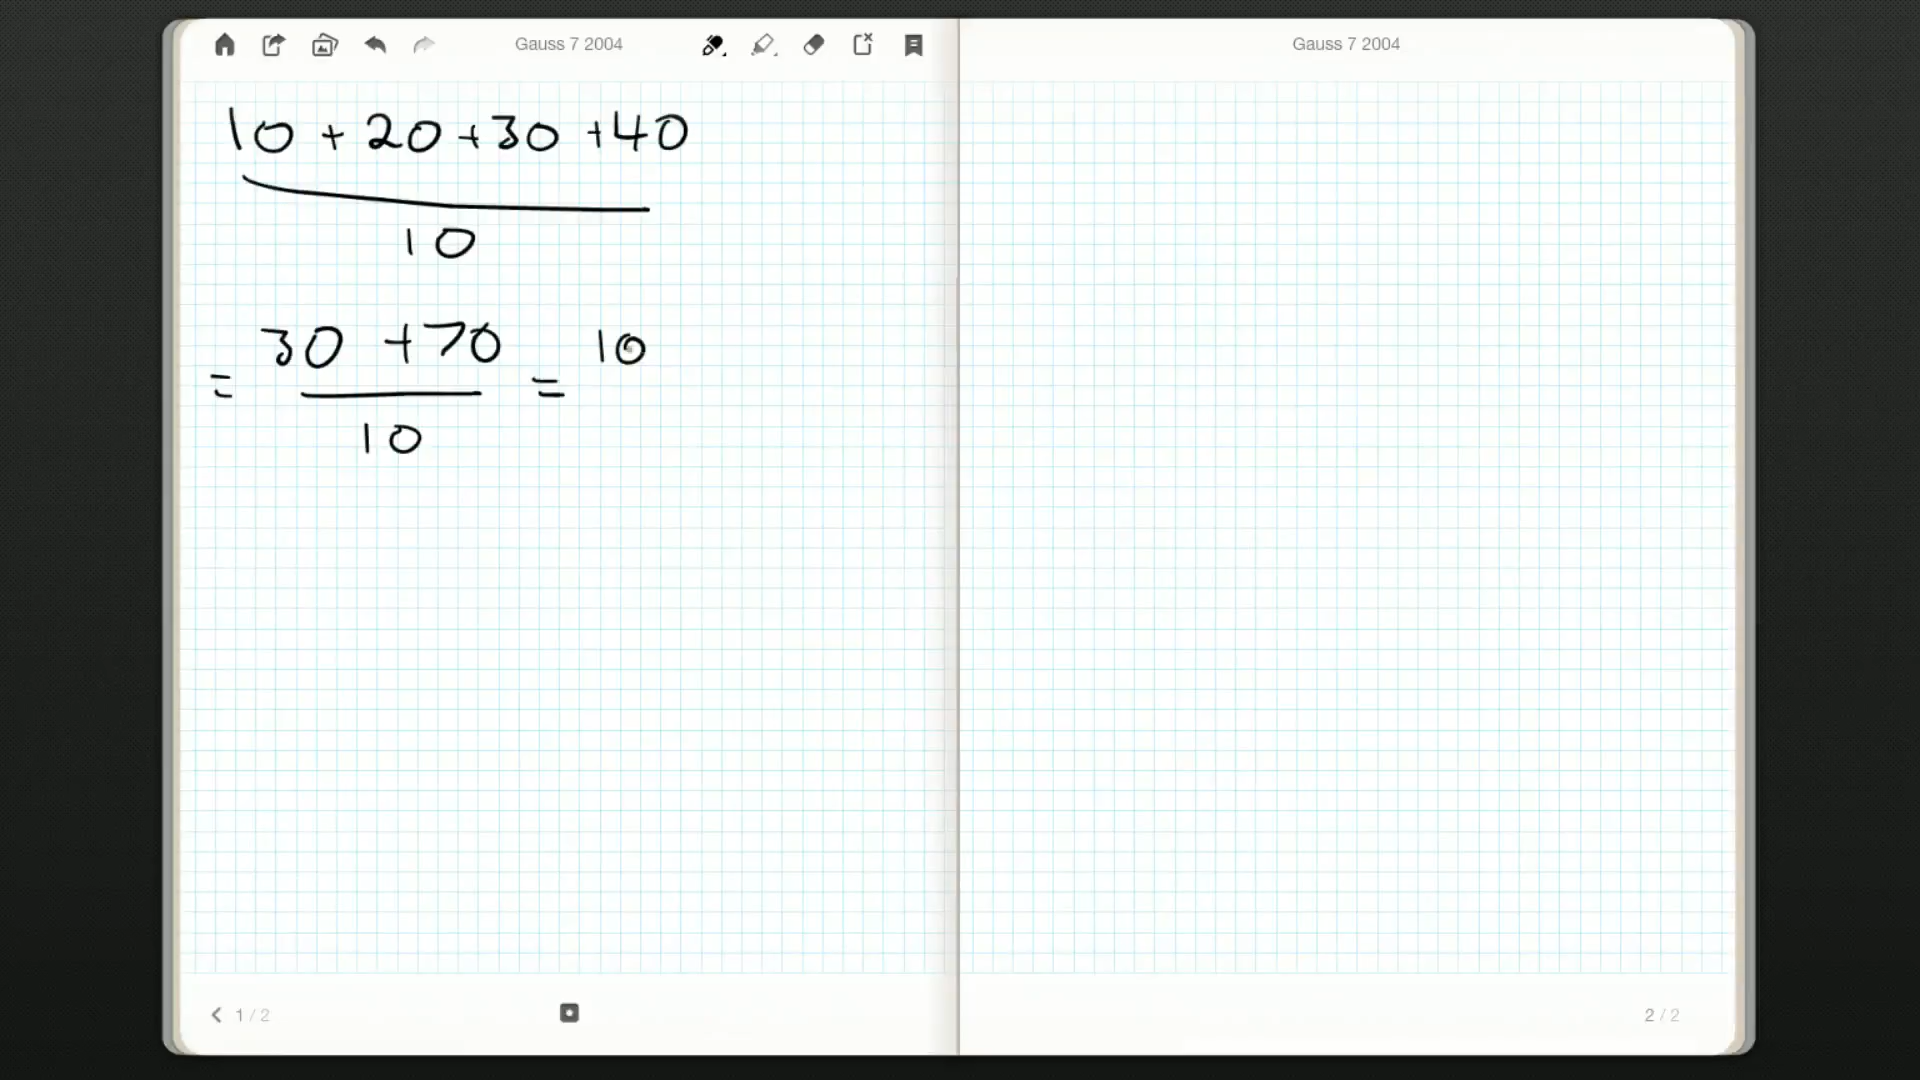 Gauss 7 2004
Gauss 7 2004
10 + 20 + 30 + 40
10
= 30 + 70 = 10
10
1 / 2
2 / 2